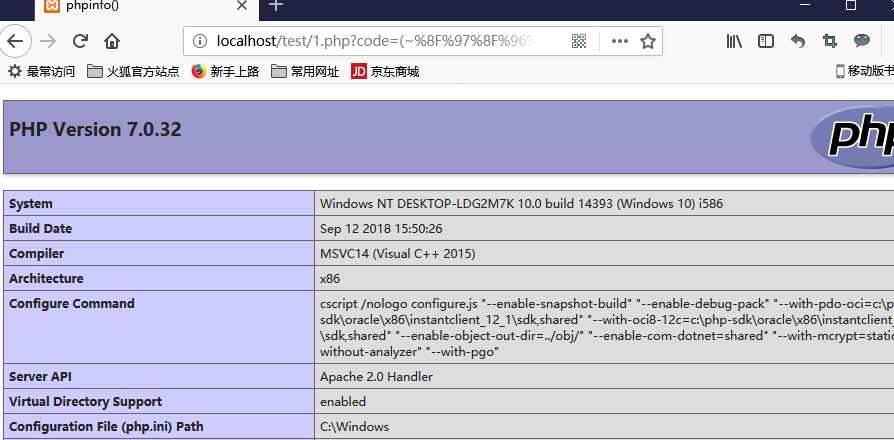 phpinfo()
localhost/test/1.php?code=(~%8F%97%8F%96%
最常访问 火狐官方站点 新手上路 常用网址 JD 京东商城 移动版书
PHP Version 7.0.32
php
System Windows NT DESKTOP-LDG2M7K 10.0 build 14393 (Windows 10) i586
Build Date Sep 12 2018 15:50:26
Compiler MSVC14 (Visual C++ 2015)
Architecture x86
Configure Command cscript /nologo configure.js "--enable-snapshot-build" "--enable-debug-pack" "--with-pdo-oci=c:\p
sdk\oracle\x86\instantclient_12_1\sdk,shared" "--with-oci8-12c=c:\php-sdk\oracle\x86\instantclient_
\sdk,shared" "--enable-object-out-dir=../obj/" "--enable-com-dotnet=shared" "--with-mcrypt=static
without-analyzer" "--with-pgo"
Server API Apache 2.0 Handler
Virtual Directory Support enabled
Configuration File (php.ini) Path C:\Windows